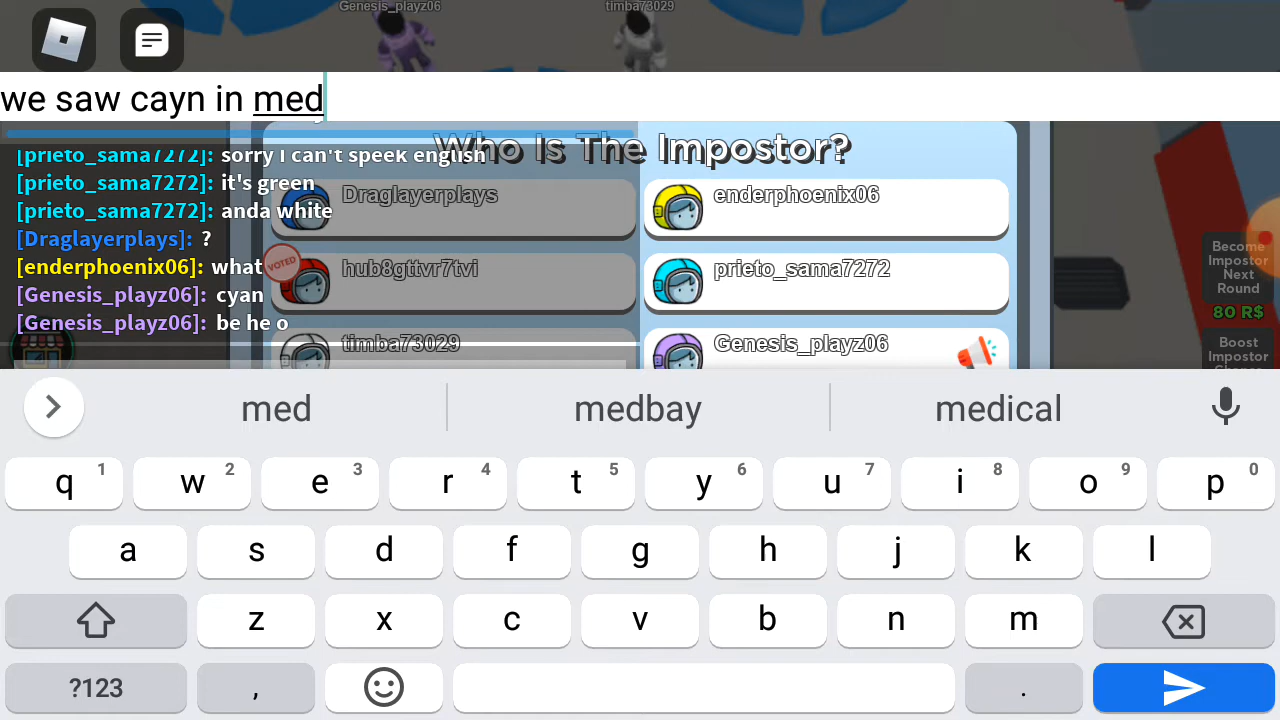 Genesis_playz06
timba73029
we saw cayn in med
Who Is The Impostor?
[prieto_sama7272]: sorry I can't speek english
[prieto_sama7272]: it's green
[prieto_sama7272]: anda white
[Draglayerplays]: ?
[enderphoenix06]: what
[Genesis_playz06]: cyan
[Genesis_playz06]: be he o
Draglayerplays
enderphoenix06
VOTED
hub8gttvr7tvi
prieto_sama7272
timba73029
Genesis_playz06
Become
Impostor
Next
Round
80 R$
Boost
Impostor
med
medbay
medical
q 1 w 2 e 3 r 4 t 5 y 6 u 7 i 8 o 9 p 0
a s d f g h j k l
z x c v b n m
?123 , .